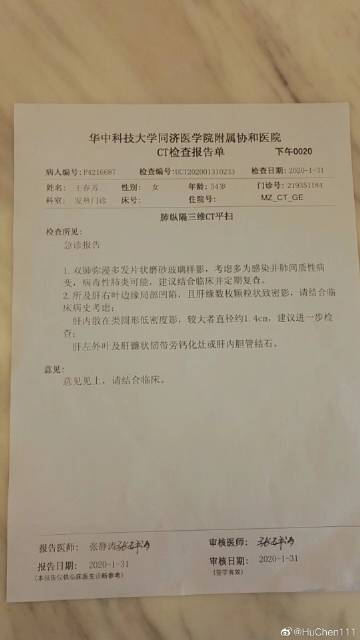 华中科技大学同济医学院附属协和医院
CT检查报告单 下午0020
病人编号: P4216687 检查编号: UCT202001310233 检查日期: 2020-1-31
姓名: 性别: 女 年龄: 54岁 门诊号: 219351184
科室: 发热门诊 床号: 住院号: MZ_CT_GE
肺纵隔三维CT平扫
检查所见:
急诊报告
1.双肺弥漫多发片状磨砂玻璃样影，考虑多为感染并肺间质性病
变，病毒性肺炎可能，建议结合临床并定期复查。
2.所及肝右叶边缘局部凹陷，且肝缘数枚颗粒状致密影，请结合临
床病史考虑；
肝内散在类圆形低密度影，较大者直径约1.4cm，建议进一步检
查；
肝左外叶及肝镰状韧带旁钙化灶或肝内胆管结石。
意见:
意见见上，请结合临床。
报告医师: 张静涛 审核医师:
报告日期: 2020-1-31 审核日期: 2020-1-31
(本报告仅供临床医生诊断参考) (签字有效)
@HuChen111